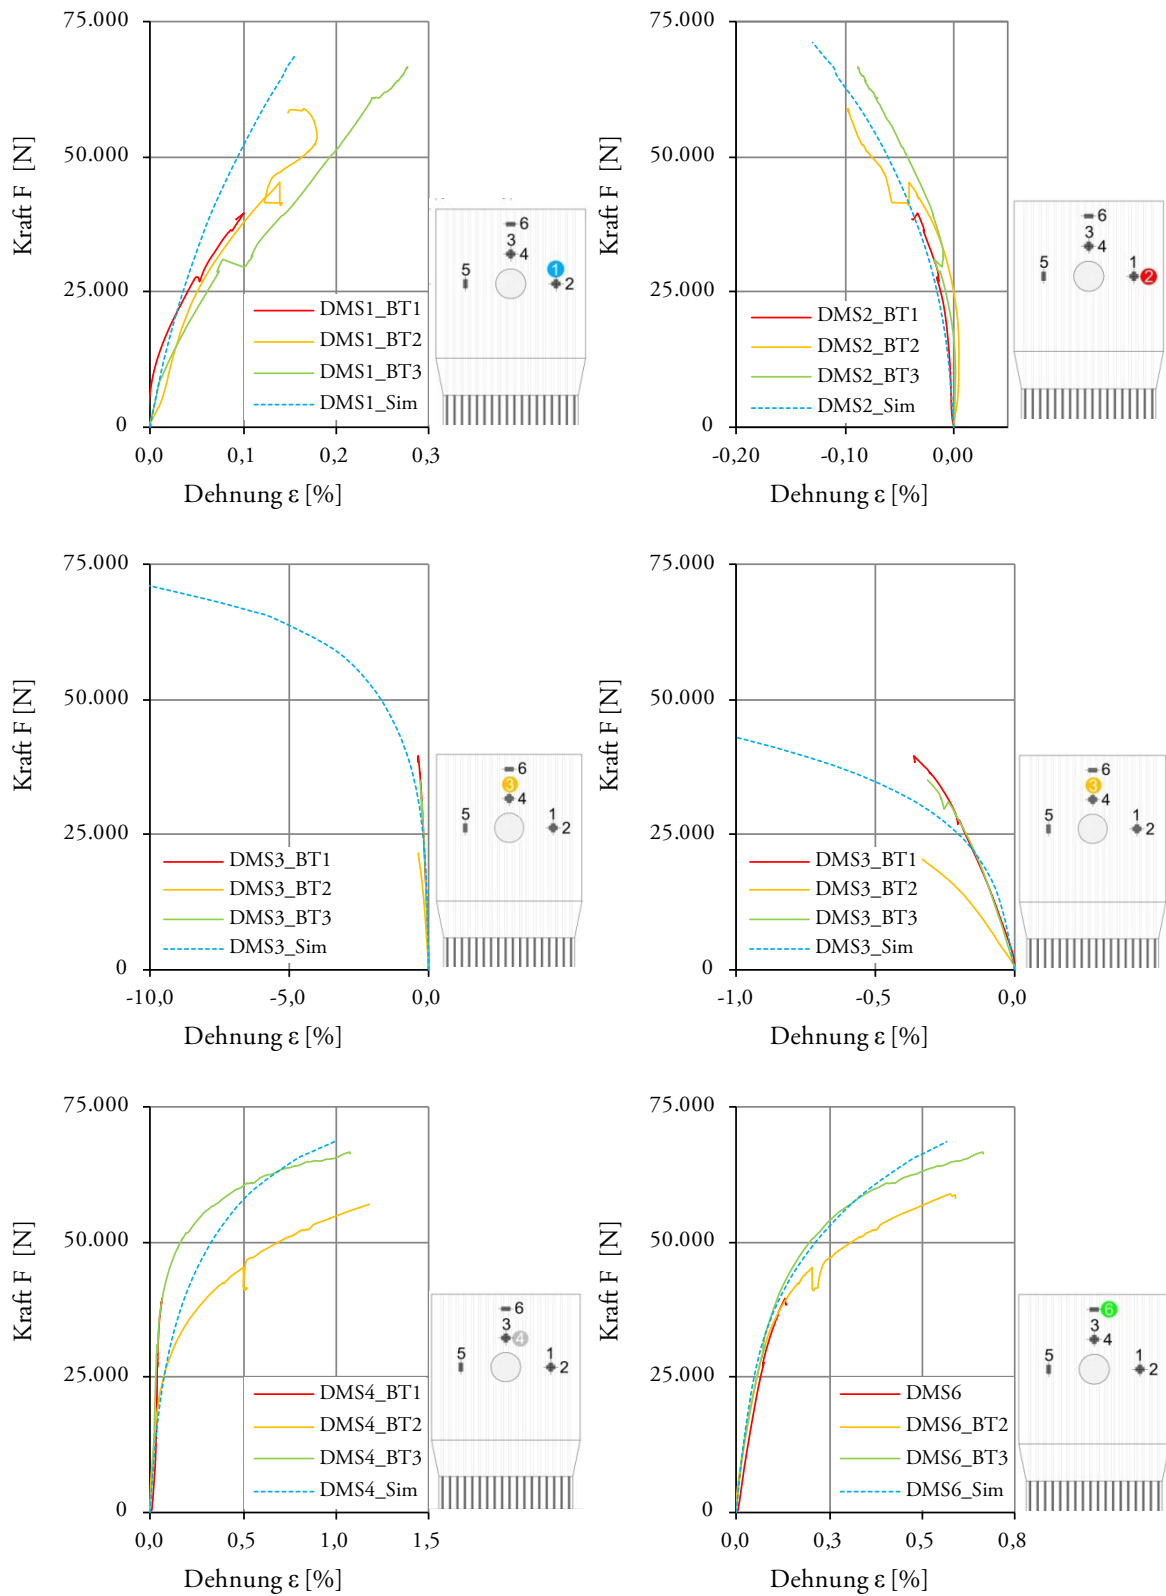 75.000
50.000
25.000
0
Kraft F [N]
0,0 0,1 0,2 0,3
Dehnung ε [%]
DMS1_BT1
DMS1_BT2
DMS1_BT3
DMS1_Sim
6
3
4
5 1
2
75.000
50.000
25.000
0
Kraft F [N]
-0,20 -0,10 0,00
Dehnung ε [%]
DMS2_BT1
DMS2_BT2
DMS2_BT3
DMS2_Sim
6
3
4
5 1
2
75.000
50.000
25.000
0
Kraft F [N]
-10,0 -5,0 0,0
Dehnung ε [%]
DMS3_BT1
DMS3_BT2
DMS3_BT3
DMS3_Sim
6
3
4
5 1
2
75.000
50.000
25.000
0
Kraft F [N]
-1,0 -0,5 0,0
Dehnung ε [%]
DMS3_BT1
DMS3_BT2
DMS3_BT3
DMS3_Sim
6
3
4
5 1
2
75.000
50.000
25.000
0
Kraft F [N]
0,0 0,5 1,0 1,5
Dehnung ε [%]
DMS4_BT1
DMS4_BT2
DMS4_BT3
DMS4_Sim
6
3
4
5 1
2
75.000
50.000
25.000
0
Kraft F [N]
0,0 0,3 0,5 0,8
Dehnung ε [%]
DMS6
DMS6_BT2
DMS6_BT3
DMS6_Sim
6
3
4
5 1
2